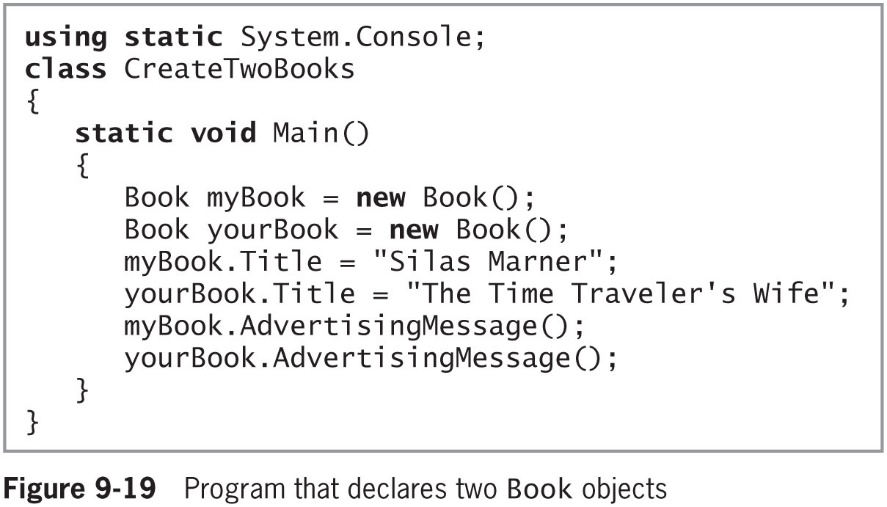 using static System.Console;
class CreateTwoBooks
{
   static void Main()
   {
      Book myBook = new Book();
      Book yourBook = new Book();
      myBook.Title = "Silas Marner";
      yourBook.Title = "The Time Traveler's Wife";
      myBook.AdvertisingMessage();
      yourBook.AdvertisingMessage();
   }
}
Figure 9-19 Program that declares two Book objects